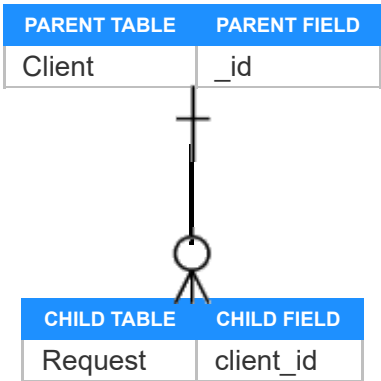 PARENT TABLE PARENT FIELD
Client _id
CHILD TABLE CHILD FIELD
Request client_id